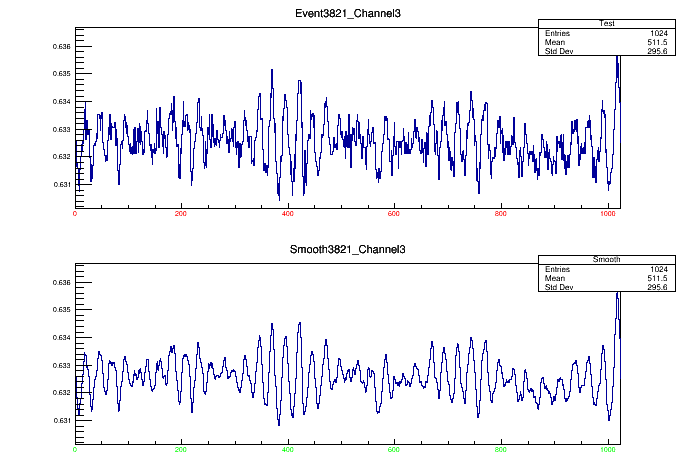 Event3821_Channel3
Test
Entries 1024
Mean 511.5
Std Dev 295.6
0.636
0.635
0.634
0.633
0.632
0.631
0 200 400 600 800 1000
Smooth3821_Channel3
Smooth
Entries 1024
Mean 511.5
Std Dev 295.6
0.636
0.635
0.634
0.633
0.632
0.631
0 200 400 600 800 1000